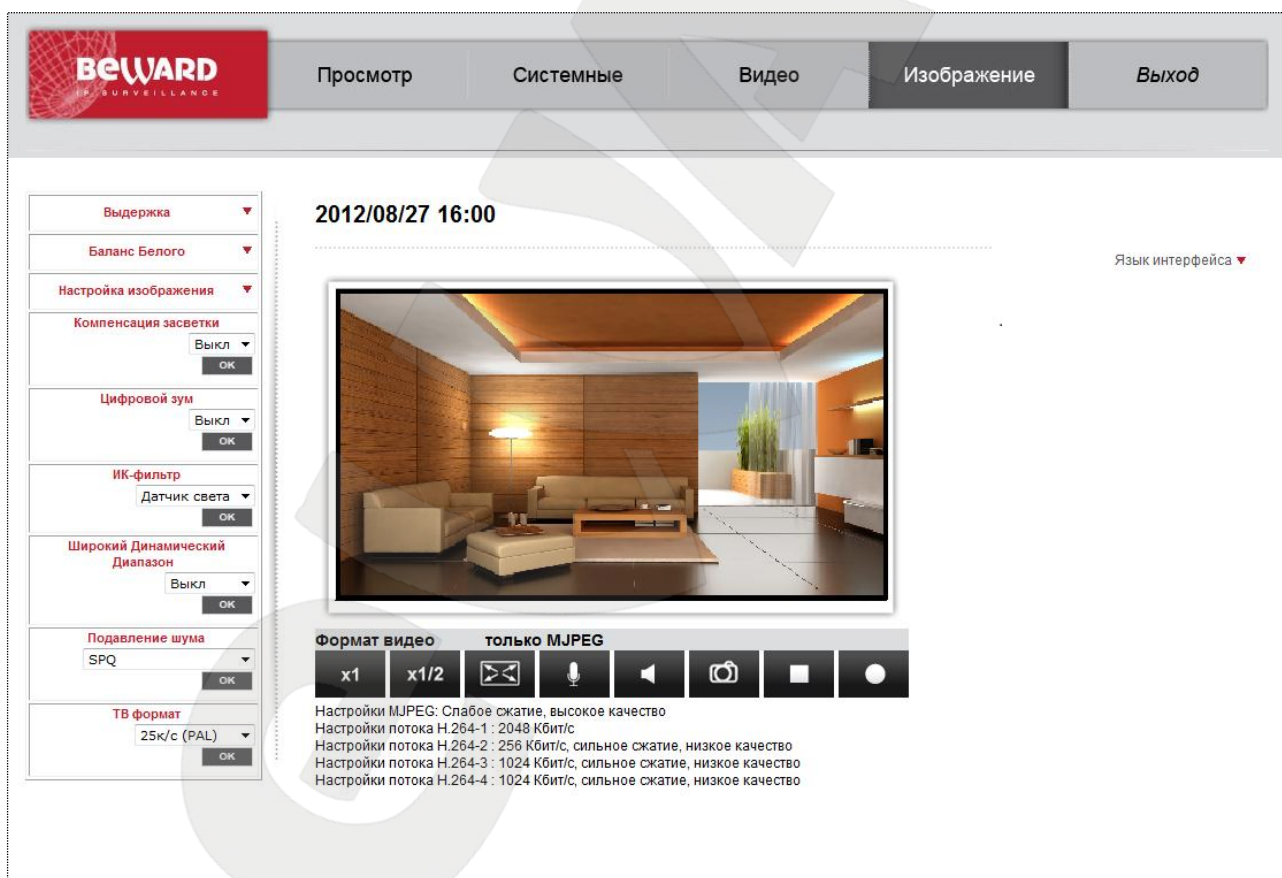 BEWARD
IP SURVEILLANCE
Просмотр
Системные
Видео
Изображение
Выход
2012/08/27 16:00
Язык интерфейса
Выдержка
Баланс Белого
Настройка изображения
Компенсация засветки
Выкл
OK
Цифровой зум
Выкл
OK
ИК-фильтр
Датчик света
OK
Широкий Динамический
Диапазон
Выкл
OK
Подавление шума
SPQ
OK
ТВ формат
25к/с (PAL)
OK
Формат видео только MJPEG
x1
x1/2
Настройки MJPEG: Слабое сжатие, высокое качество
Настройки потока H.264-1 : 2048 Кбит/с
Настройки потока H.264-2 : 256 Кбит/с, сильное сжатие, низкое качество
Настройки потока H.264-3 : 1024 Кбит/с, сильное сжатие, низкое качество
Настройки потока H.264-4 : 1024 Кбит/с, сильное сжатие, низкое качество